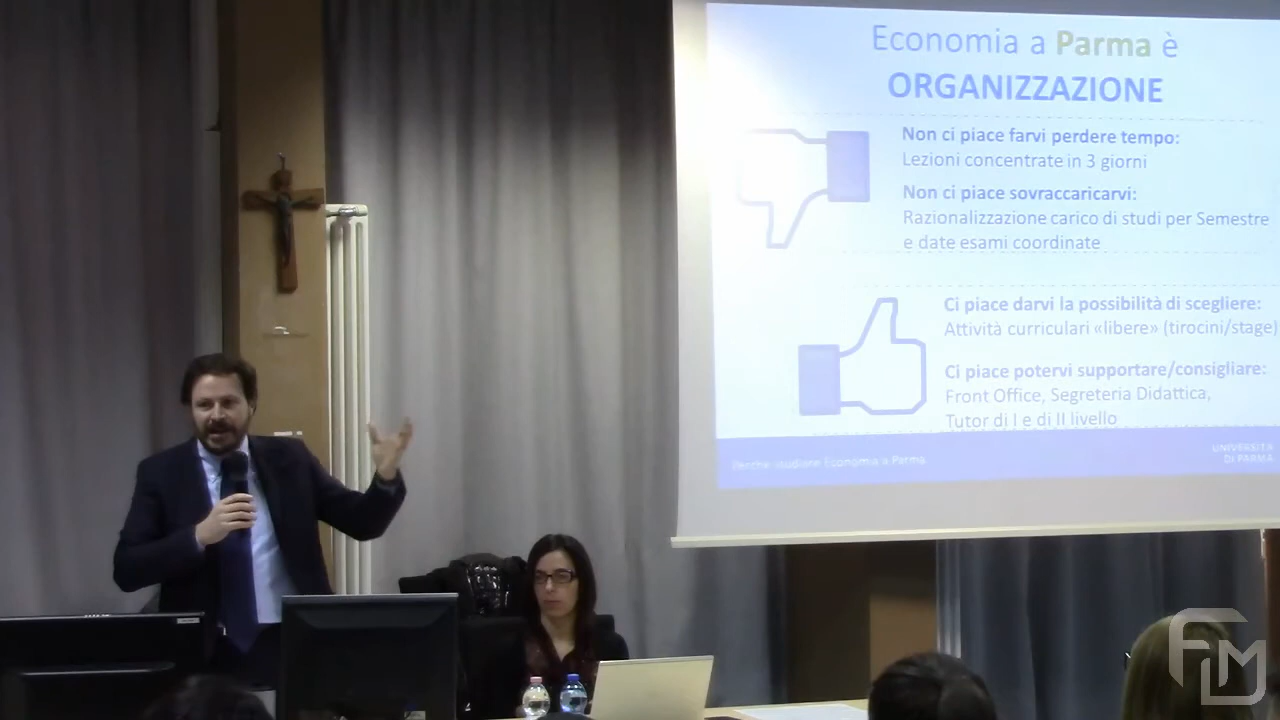 Economia a Parma è
ORGANIZZAZIONE
Non ci piace farvi perdere tempo:
Lezioni concentrate in 3 giorni
Non ci piace sovraccaricarvi:
Razionalizzazione carico di studi per Semestre
e date esami coordinate
Ci piace darvi la possibilità di scegliere:
Attività curriculari «libere» (tirocini/stage)
Ci piace potervi supportare/consigliare:
Front Office, Segreteria Didattica,
Tutor di I e di II livello
Perché studiare Economia a Parma
UNIVERSITÀ
DI PARMA